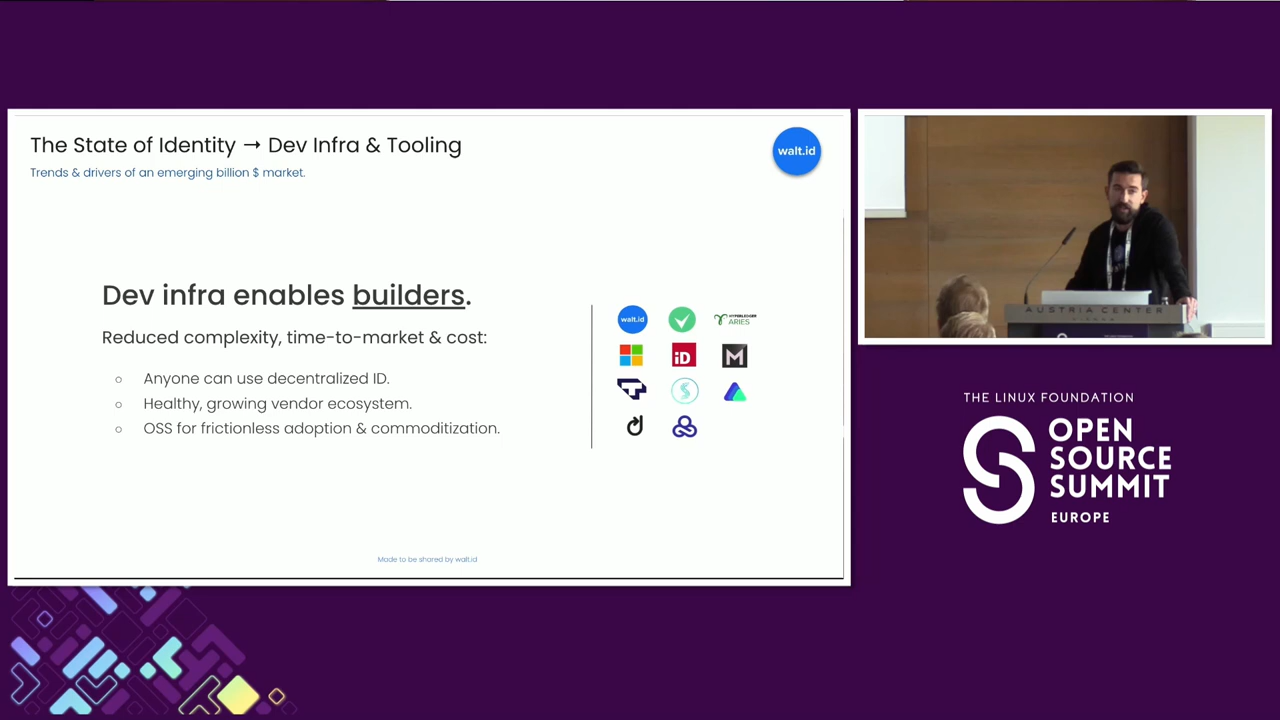 The State of Identity → Dev Infra & Tooling
Trends & drivers of an emerging billion $ market.
walt.id
Dev infra enables builders.
Reduced complexity, time-to-market & cost:
○ Anyone can use decentralized ID.
○ Healthy, growing vendor ecosystem.
○ OSS for frictionless adoption & commoditization.
walt.id
HYPERLEDGER
ARIES
iD
M
Made to be shared by walt.id
AUSTRIA CENTER
THE LINUX FOUNDATION
OPEN
SOURCE
SUMMIT
EUROPE